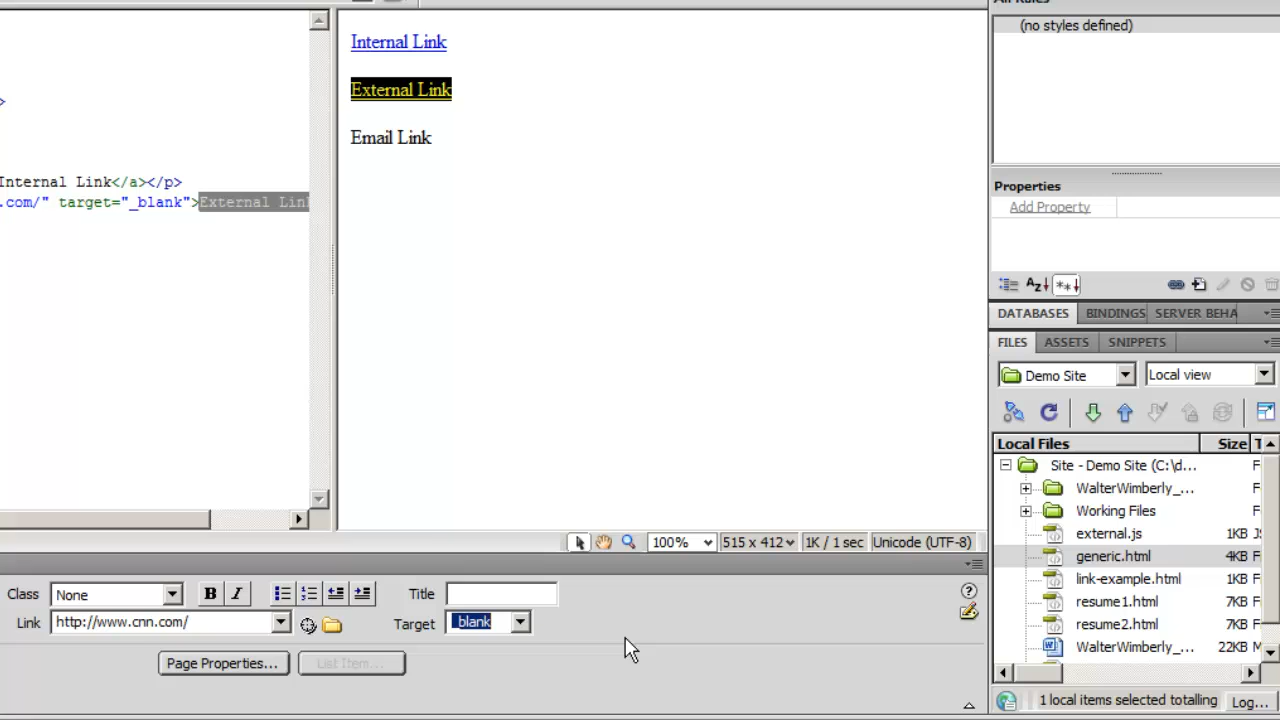 All Rules
(no styles defined)
Internal Link
External Link
Email Link
>
Internal Link</a></p>
.com/" target="_blank">External Lin
Properties
Add Property
DATABASES BINDINGS SERVER BEHA
FILES ASSETS SNIPPETS
Demo Site Local view
Local Files Size T
Site - Demo Site (C:\d... F
WalterWimberly_... F
Working Files F
external.js 1KB JS
generic.html 4KB F
link-example.html 1KB F
resume1.html 7KB F
resume2.html 7KB F
WalterWimberly_... 22KB M
100% 515 x 412 1K / 1 sec Unicode (UTF-8)
Class None B I Title
Link http://www.cnn.com/ Target _blank
Page Properties... List Item...
1 local items selected totalling Log...